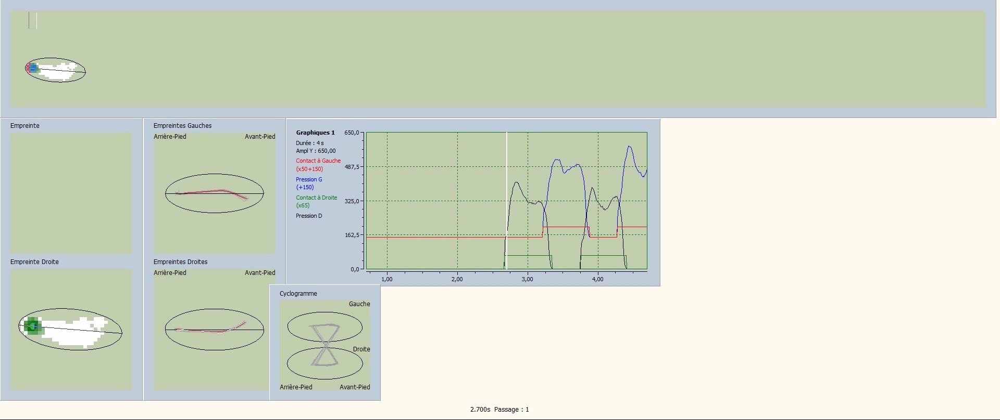 Empreinte
Empreintes Gauches
Arrière-Pied
Avant-Pied
Graphiques 1
Durée : 4 s
Ampl Y : 650,00
Contact à Gauche
(x50+150)
Pression G
(+150)
Contact à Droite
(x65)
Pression D
650,0
487,5
325,0
162,5
0,0
1,00
2,00
3,00
4,00
Empreinte Droite
Empreintes Droites
Arrière-Pied
Avant-Pied
Cyclogramme
Gauche
Droite
Arrière-Pied
Avant-Pied
2.700s Passage : 1